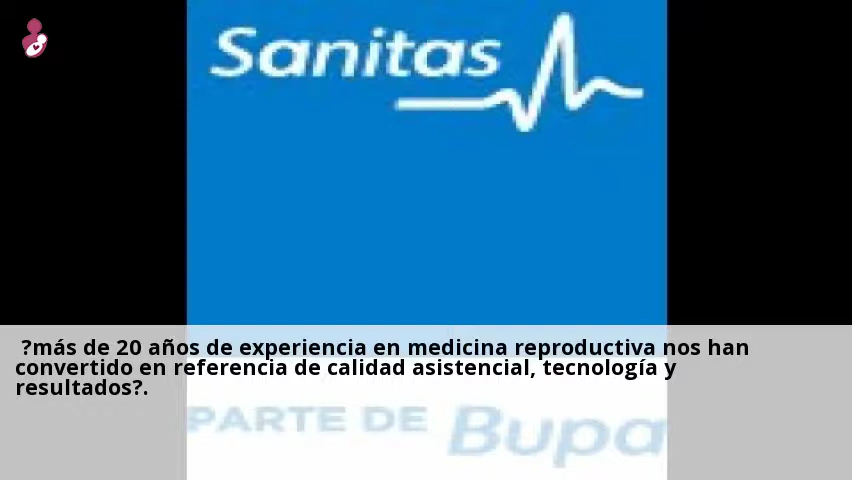 Sanitas
?más de 20 años de experiencia en medicina reproductiva nos han
convertido en referencia de calidad asistencial, tecnología y
resultados?.
PARTE DE Bupa